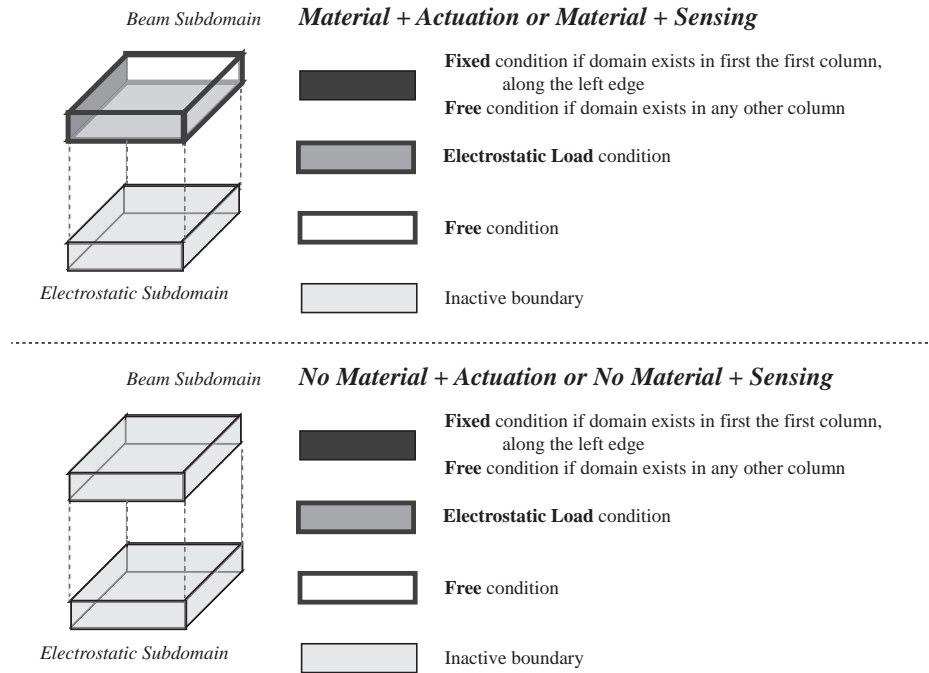 Beam Subdomain
Material + Actuation or Material + Sensing
Fixed condition if domain exists in first the first column,
along the left edge
Free condition if domain exists in any other column
Electrostatic Load condition
Free condition
Electrostatic Subdomain
Inactive boundary
Beam Subdomain
No Material + Actuation or No Material + Sensing
Fixed condition if domain exists in first the first column,
along the left edge
Free condition if domain exists in any other column
Electrostatic Load condition
Free condition
Electrostatic Subdomain
Inactive boundary